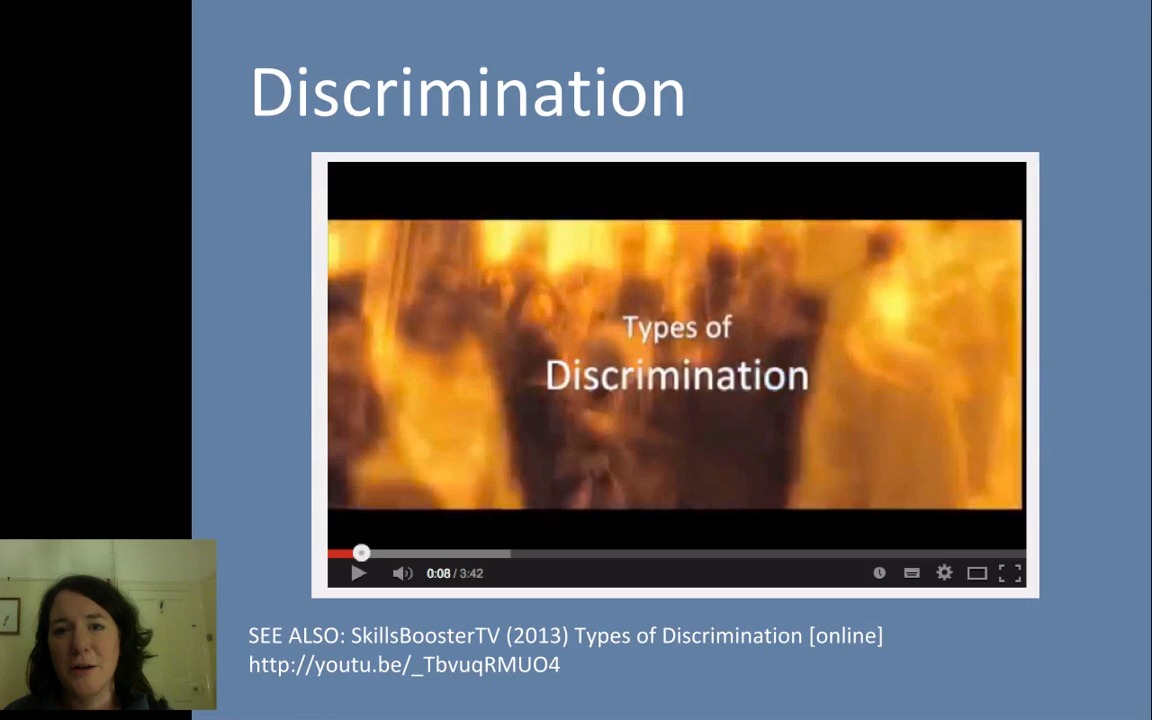 Discrimination
Types of
Discrimination
0:08 / 3:42
SEE ALSO: SkillsBoosterTV (2013) Types of Discrimination [online]
http://youtu.be/_TbvuqRMUO4